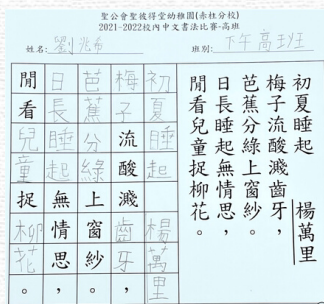 聖公會聖彼得堂幼稚園(赤柱分校)
2021-2022校內中文書法比賽-高班
姓名: 劉
班別: 下午高班
初夏睡起 楊萬里
梅子流酸濺齒牙，
芭蕉分綠上窗紗。
日長睡起無情思，
閒看兒童捉柳花。
初夏睡起 楊萬里
梅子流酸濺齒牙，
芭蕉分綠上窗紗。
日長睡起無情思，
閒看兒童捉柳花。